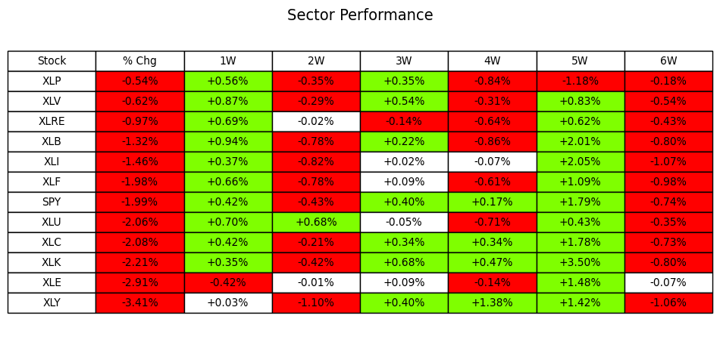 Sector Performance
Stock % Chg 1W 2W 3W 4W 5W 6W
XLP -0.54% +0.56% -0.35% +0.35% -0.84% -1.18% -0.18%
XLV -0.62% +0.87% -0.29% +0.54% -0.31% +0.83% -0.54%
XLRE -0.97% +0.69% -0.02% -0.14% -0.64% +0.62% -0.43%
XLB -1.32% +0.94% -0.78% +0.22% -0.86% +2.01% -0.80%
XLI -1.46% +0.37% -0.82% +0.02% -0.07% +2.05% -1.07%
XLF -1.98% +0.66% -0.78% +0.09% -0.61% +1.09% -0.98%
SPY -1.99% +0.42% -0.43% +0.40% +0.17% +1.79% -0.74%
XLU -2.06% +0.70% +0.68% -0.05% -0.71% +0.43% -0.35%
XLC -2.08% +0.42% -0.21% +0.34% +0.34% +1.78% -0.73%
XLK -2.21% +0.35% -0.42% +0.68% +0.47% +3.50% -0.80%
XLE -2.91% -0.42% -0.01% +0.09% -0.14% +1.48% -0.07%
XLY -3.41% +0.03% -1.10% +0.40% +1.38% +1.42% -1.06%